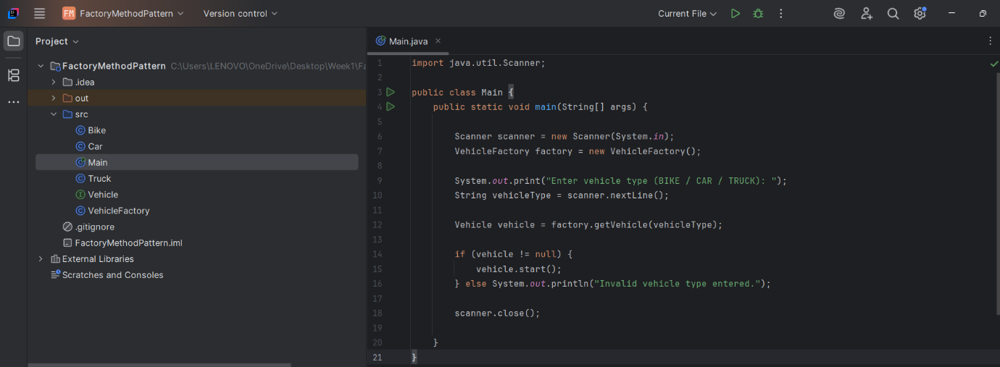 FM FactoryMethodPattern Version control Current File
Project
FactoryMethodPattern C:\Users\LENOVO\OneDrive\Desktop\Week1\Fa
.idea
out
src
Bike
Car
Main
Truck
Vehicle
VehicleFactory
.gitignore
FactoryMethodPattern.iml
External Libraries
Scratches and Consoles
Main.java
1 import java.util.Scanner;
2
3 public class Main {
4 public static void main(String[] args) {
5
6 Scanner scanner = new Scanner(System.in);
7 VehicleFactory factory = new VehicleFactory();
8
9 System.out.print("Enter vehicle type (BIKE / CAR / TRUCK): ");
10 String vehicleType = scanner.nextLine();
11
12 Vehicle vehicle = factory.getVehicle(vehicleType);
13
14 if (vehicle != null) {
15 vehicle.start();
16 } else System.out.println("Invalid vehicle type entered.");
17
18 scanner.close();
19
20 }
21 }